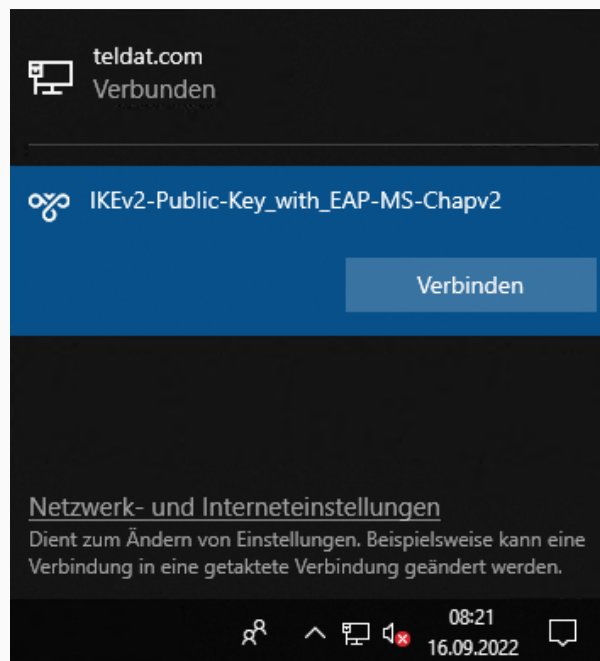 teldat.com
Verbunden
IKEv2-Public-Key_with_EAP-MS-Chapv2
Verbinden
Netzwerk- und Interneteinstellungen
Dient zum Ändern von Einstellungen. Beispielsweise kann eine
Verbindung in eine getaktete Verbindung geändert werden.
08:21
16.09.2022